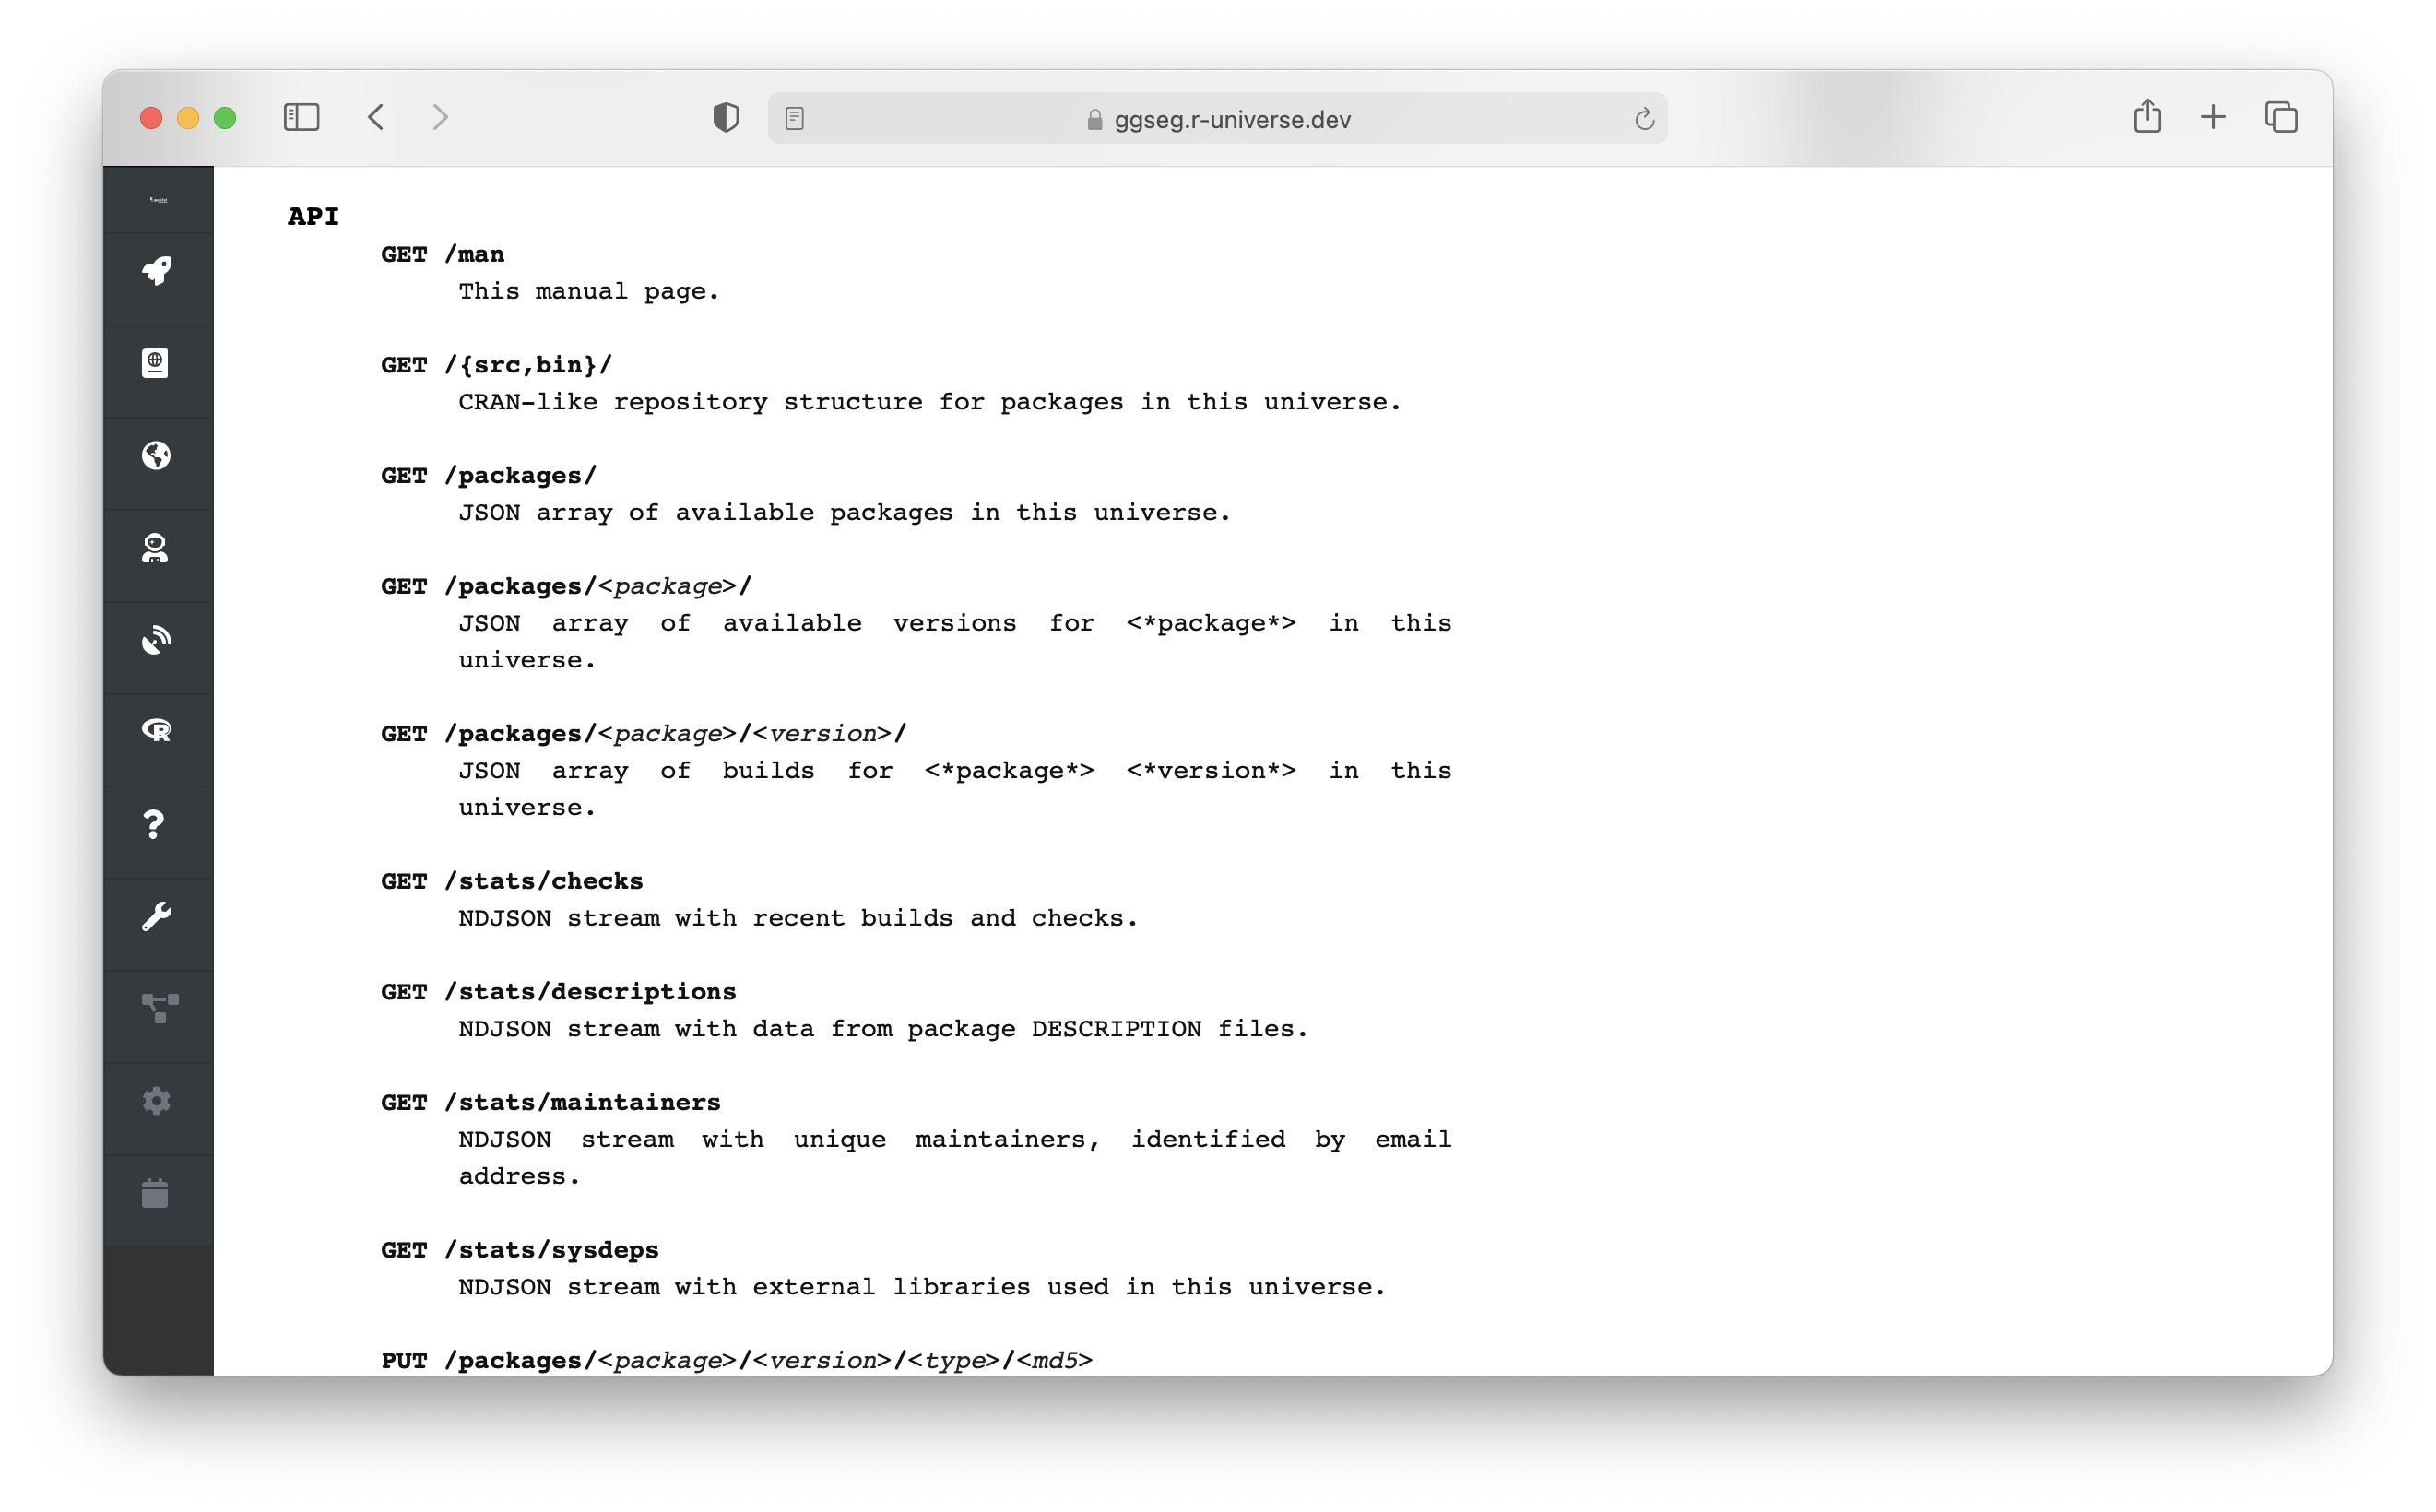 ggseg.r-universe.dev
API
GET /man
This manual page.
GET /{src,bin}/
CRAN-like repository structure for packages in this universe.
GET /packages/
JSON array of available packages in this universe.
GET /packages/<package>/
JSON array of available versions for <*package*> in this
universe.
GET /packages/<package>/<version>/
JSON array of builds for <*package*> <*version*> in this
universe.
GET /stats/checks
NDJSON stream with recent builds and checks.
GET /stats/descriptions
NDJSON stream with data from package DESCRIPTION files.
GET /stats/maintainers
NDJSON stream with unique maintainers, identified by email
address.
GET /stats/sysdeps
NDJSON stream with external libraries used in this universe.
PUT /packages/<package>/<version>/<type>/<md5>